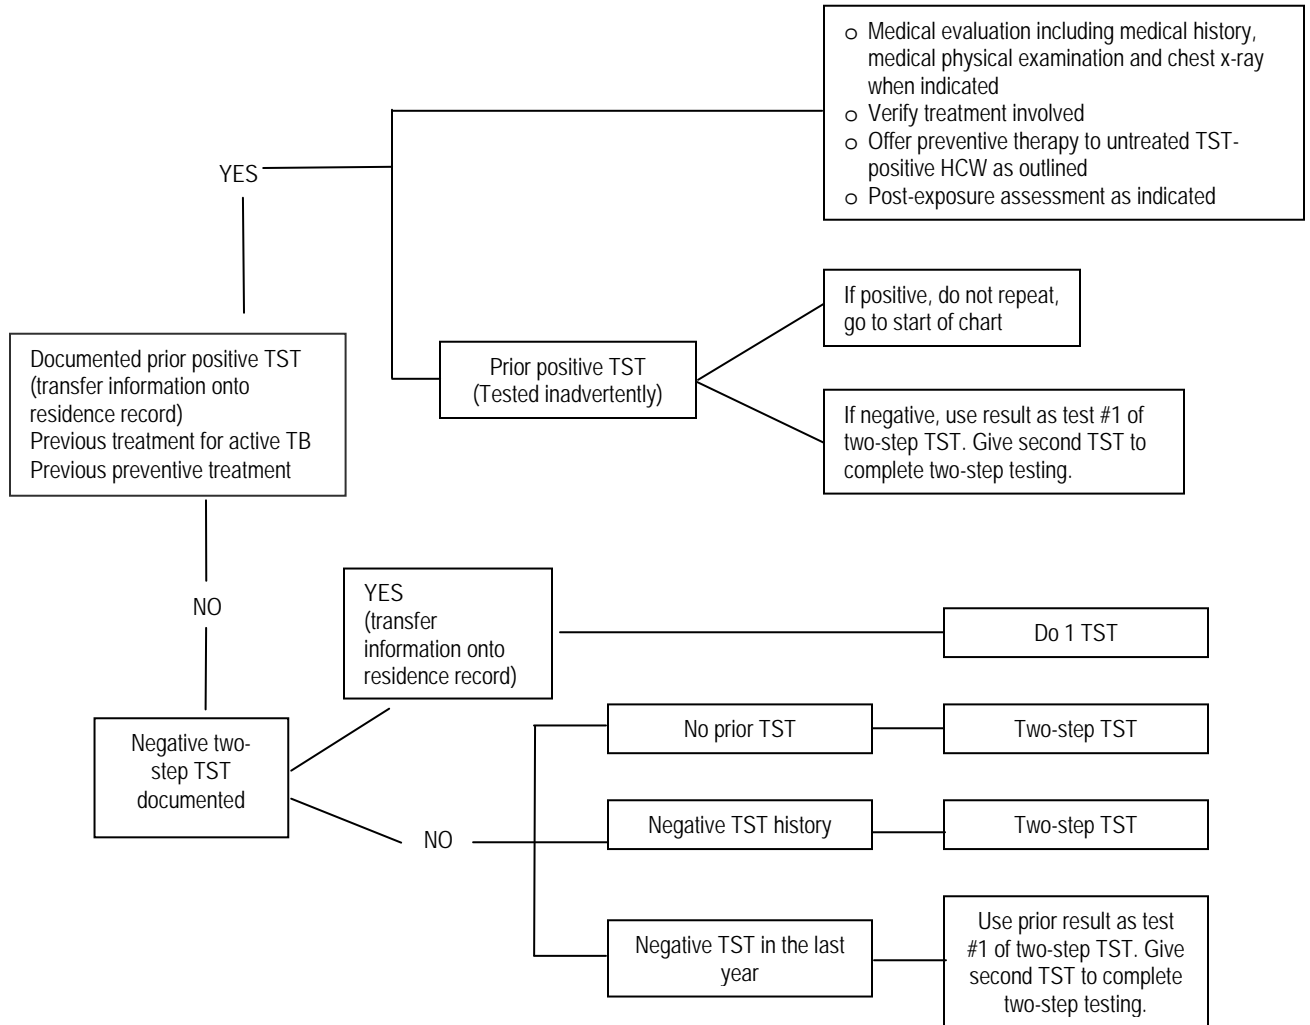 o Medical evaluation including medical history,
medical physical examination and chest x-ray
when indicated
o Verify treatment involved
o Offer preventive therapy to untreated TST-
positive HCW as outlined
o Post-exposure assessment as indicated
YES
If positive, do not repeat,
go to start of chart
Documented prior positive TST
(transfer information onto
residence record)
Previous treatment for active TB
Previous preventive treatment
Prior positive TST
(Tested inadvertently)
If negative, use result as test #1 of
two-step TST. Give second TST to
complete two-step testing.
NO
YES
(transfer
information onto
residence record)
Do 1 TST
Negative two-
step TST
documented
No prior TST
Two-step TST
NO
Negative TST history
Two-step TST
Negative TST in the last
year
Use prior result as test
#1 of two-step TST. Give
second TST to complete
two-step testing.